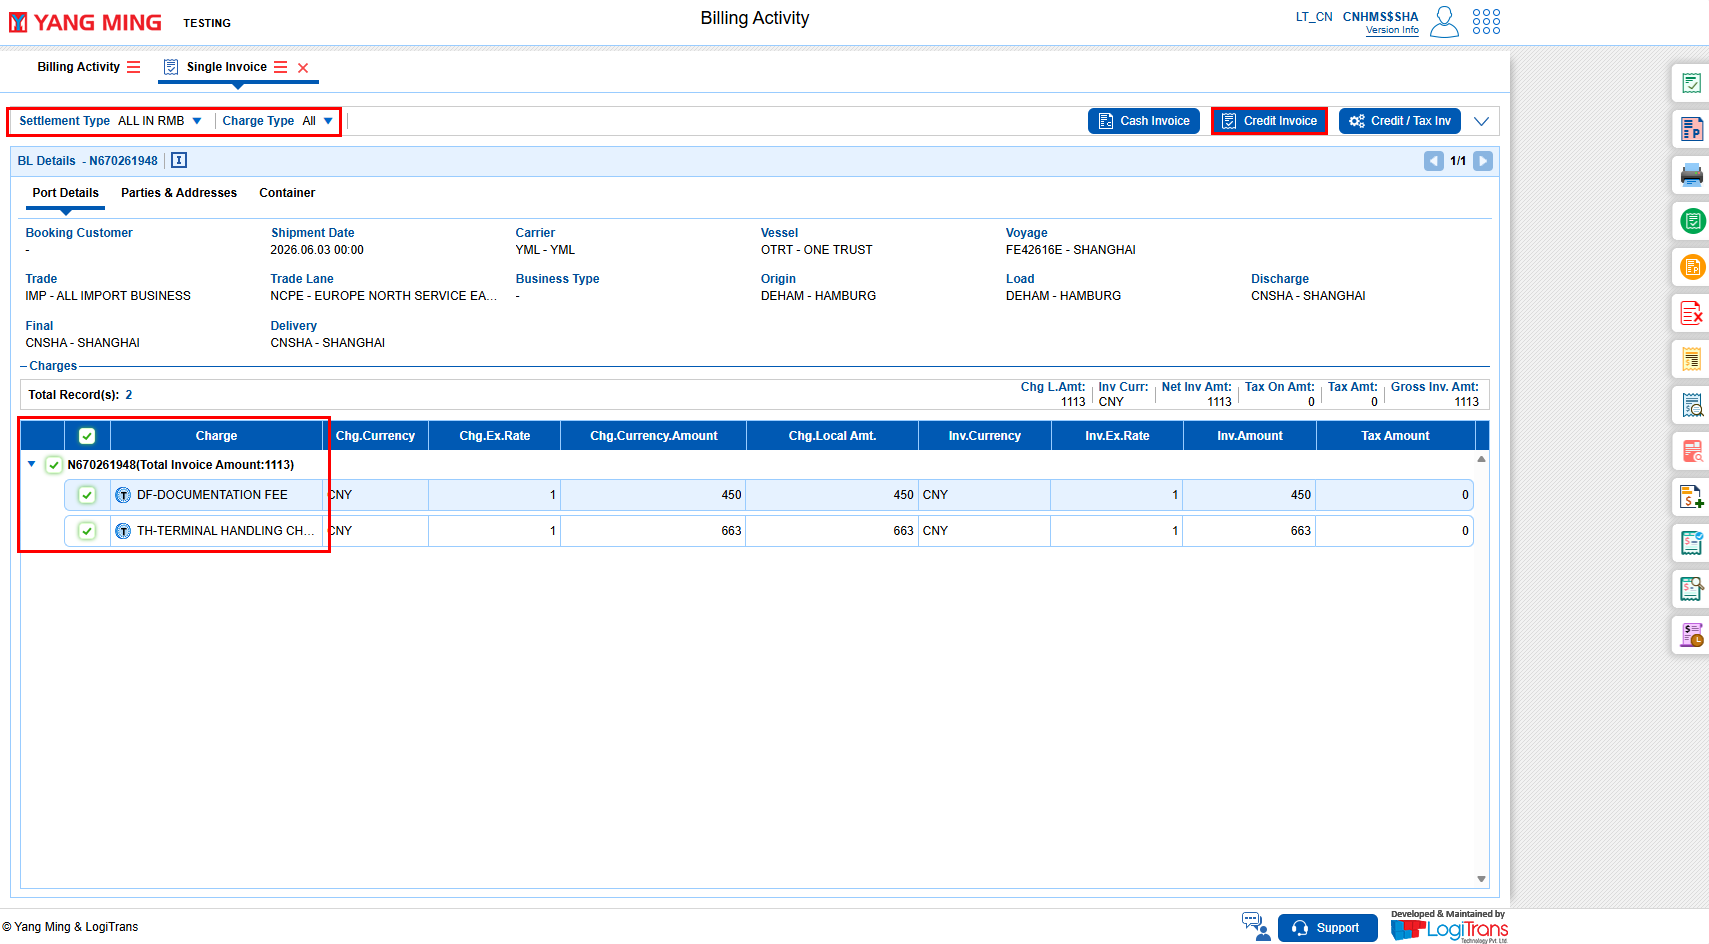 YANG MING TESTING Billing Activity LT_CN CNHMS$SHA
Version Info
Billing Activity Single Invoice
Settlement Type ALL IN RMB Charge Type All Cash Invoice Credit Invoice Credit / Tax Inv
BL Details - N670261948 1/1
Port Details Parties & Addresses Container
Booking Customer Shipment Date Carrier Vessel Voyage
- 2026.06.03 00:00 YML - YML OTRT - ONE TRUST FE42616E - SHANGHAI
Trade Trade Lane Business Type Origin Load Discharge
IMP - ALL IMPORT BUSINESS NCPE - EUROPE NORTH SERVICE EA... - DEHAM - HAMBURG DEHAM - HAMBURG CNSHA - SHANGHAI
Final Delivery
CNSHA - SHANGHAI CNSHA - SHANGHAI
Charges
Total Record(s): 2 Chg L.Amt: Inv Curr: Net Inv Amt: Tax On Amt: Tax Amt: Gross Inv. Amt:
1113 CNY 1113 0 0 1113
Charge Chg.Currency Chg.Ex.Rate Chg.Currency.Amount Chg.Local Amt. Inv.Currency Inv.Ex.Rate Inv.Amount Tax Amount
N670261948(Total Invoice Amount:1113)
DF-DOCUMENTATION FEE CNY 1 450 450 CNY 1 450 0
TH-TERMINAL HANDLING CH... CNY 1 663 663 CNY 1 663 0
© Yang Ming & LogiTrans Support Developed & Maintained by
LogiTrans
Technology Pvt. Ltd.